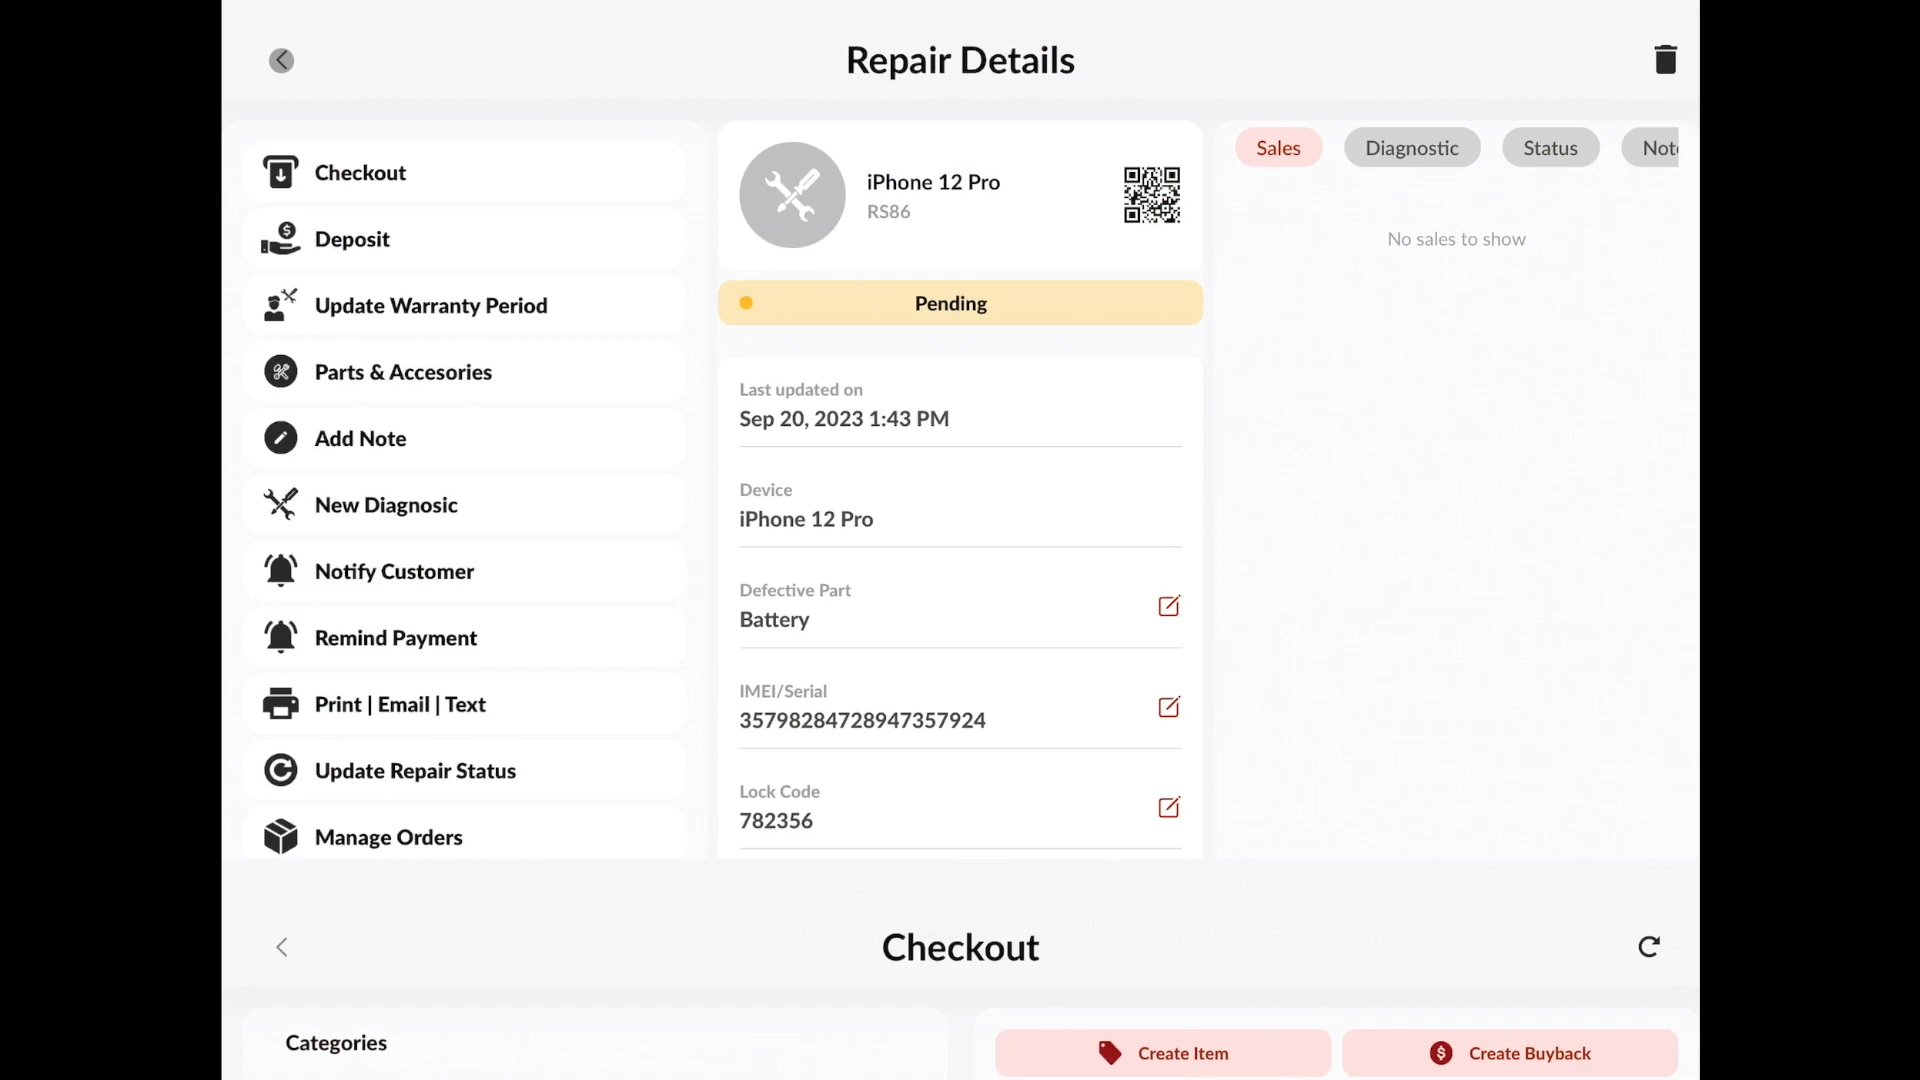 Repair Details
Checkout
Deposit
Update Warranty Period
Parts & Accesories
Add Note
New Diagnosic
Notify Customer
Remind Payment
Print | Email | Text
Update Repair Status
Manage Orders
iPhone 12 Pro
RS86
Pending
Last updated on
Sep 20, 2023 1:43 PM
Device
iPhone 12 Pro
Defective Part
Battery
IMEI/Serial
35798284728947357924
Lock Code
782356
Sales Diagnostic Status
No sales to show
Checkout
Categories
Create Item Create Buyback